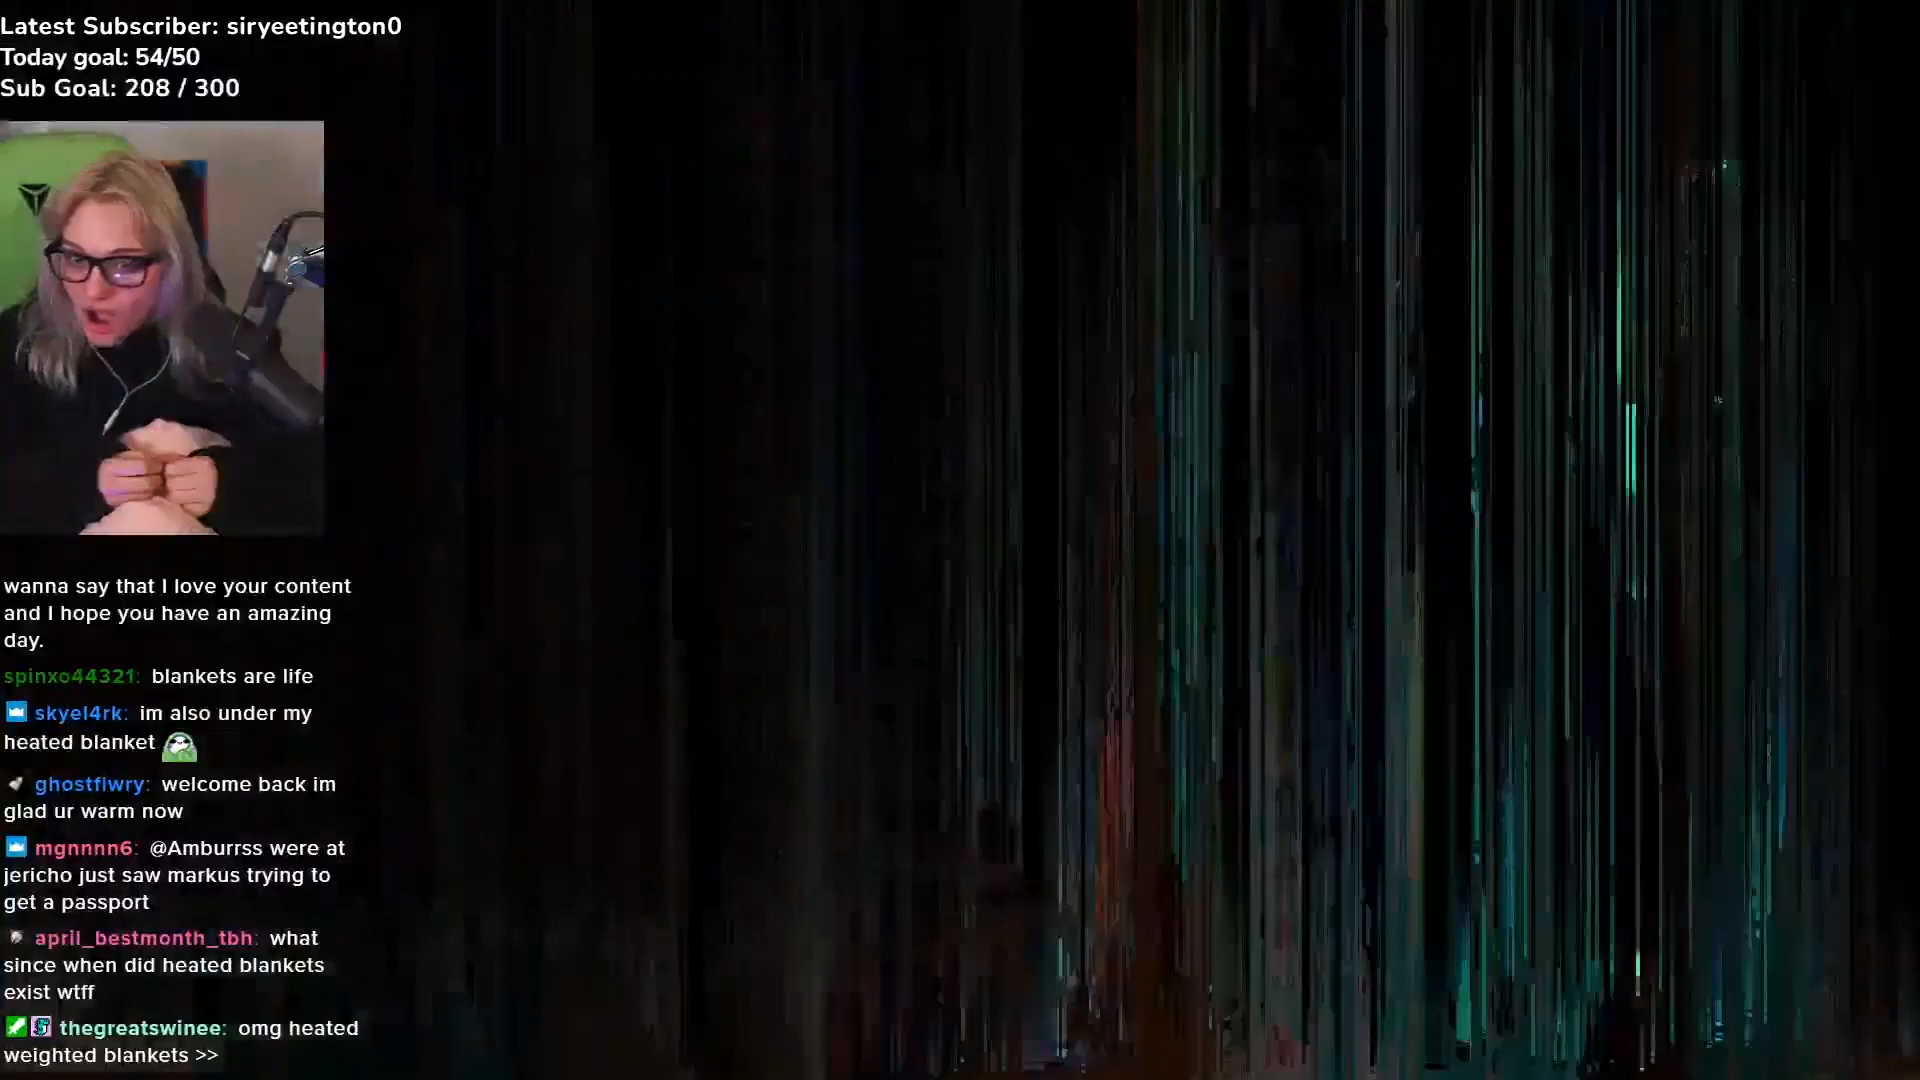 Latest Subscriber: siryeetington0
Today goal: 54/50
Sub Goal: 208 / 300
wanna say that I love your content
and I hope you have an amazing
day.
spinxo44321: blankets are life
skyel4rk: im also under my
heated blanket
ghostflwry: welcome back im
glad ur warm now
mgnnnn6: @Amburrss were at
jericho just saw markus trying to
get a passport
april_bestmonth_tbh: what
since when did heated blankets
exist wtff
thegreatswinee: omg heated
weighted blankets >>